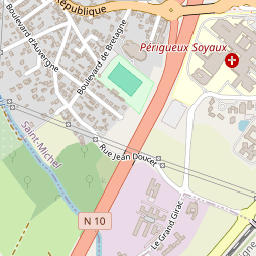 République
Boulevard d'Auvergne
Boulevard de Bretagne
Périgueux Soyaux
Saint-Michel
Rue Jean Doucet
N 10
Le Grand Girac